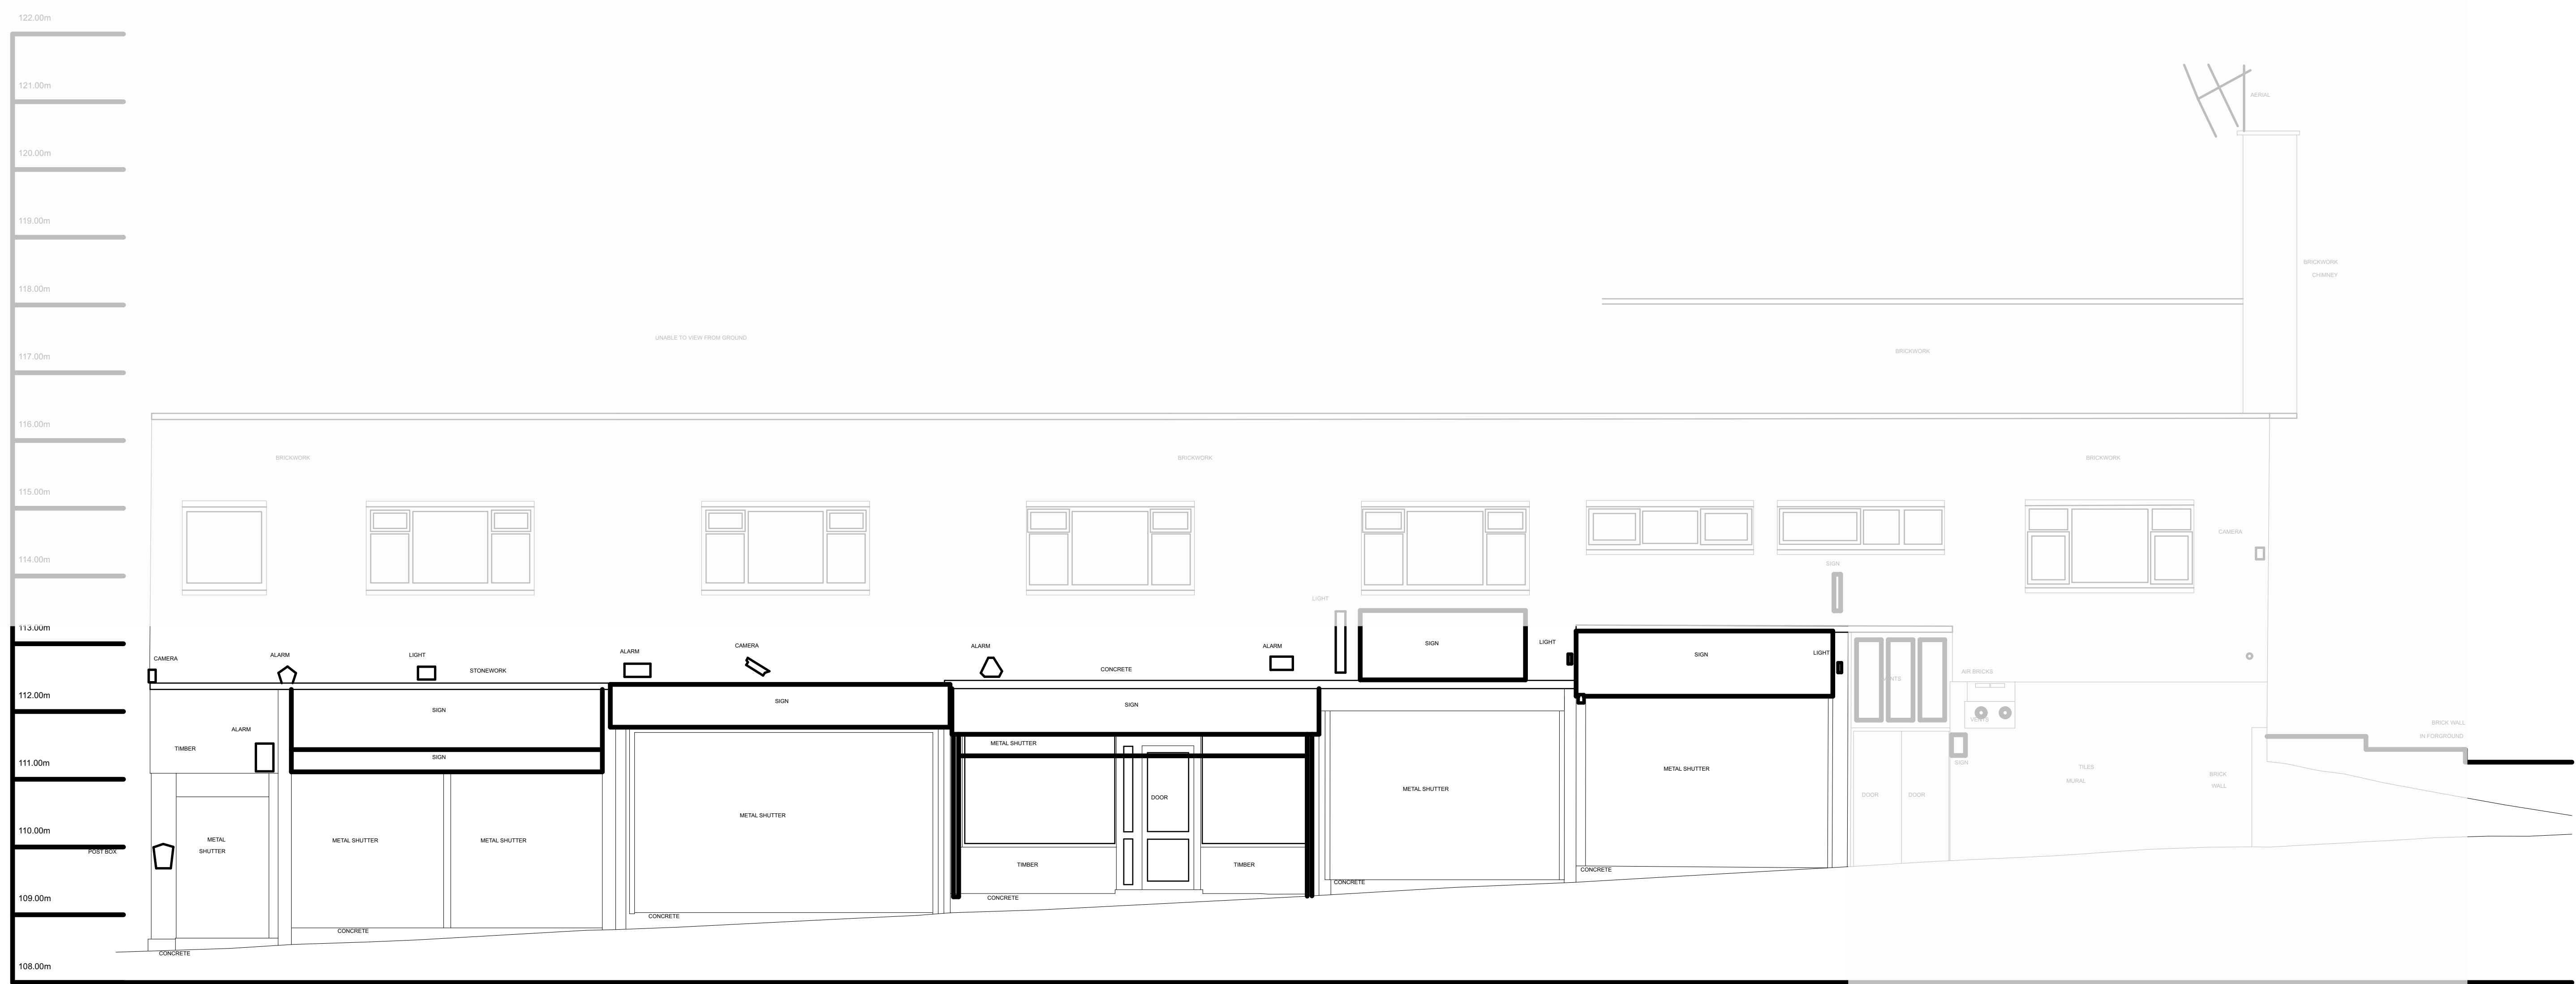 122.00m
121.00m
AERIAL
120.00m
119.00m
BRICKWORK
CHIMNEY
118.00m
UNABLE TO VIEW FROM GROUND
BRICKWORK
117.00m
116.00m
BRICKWORK
BRICKWORK
BRICKWORK
115.00m
CAMERA
114.00m
SIGN
LIGHT
113.00m
CAMERA
ALARM
LIGHT
STONEWORK
ALARM
CAMERA
ALARM
CONCRETE
ALARM
SIGN
LIGHT
SIGN
LIGHT
AIR BRICKS
VENTS
112.00m
SIGN
SIGN
SIGN
VENTS
BRICK WALL
IN FORGROUND
ALARM
TIMBER
SIGN
METAL SHUTTER
111.00m
METAL SHUTTER
SIGN
TILES
MURAL
BRICK
WALL
METAL SHUTTER
DOOR
DOOR
DOOR
METAL SHUTTER
110.00m
METAL
SHUTTER
METAL SHUTTER
METAL SHUTTER
POST BOX
TIMBER
TIMBER
CONCRETE
CONCRETE
109.00m
CONCRETE
CONCRETE
CONCRETE
CONCRETE
108.00m